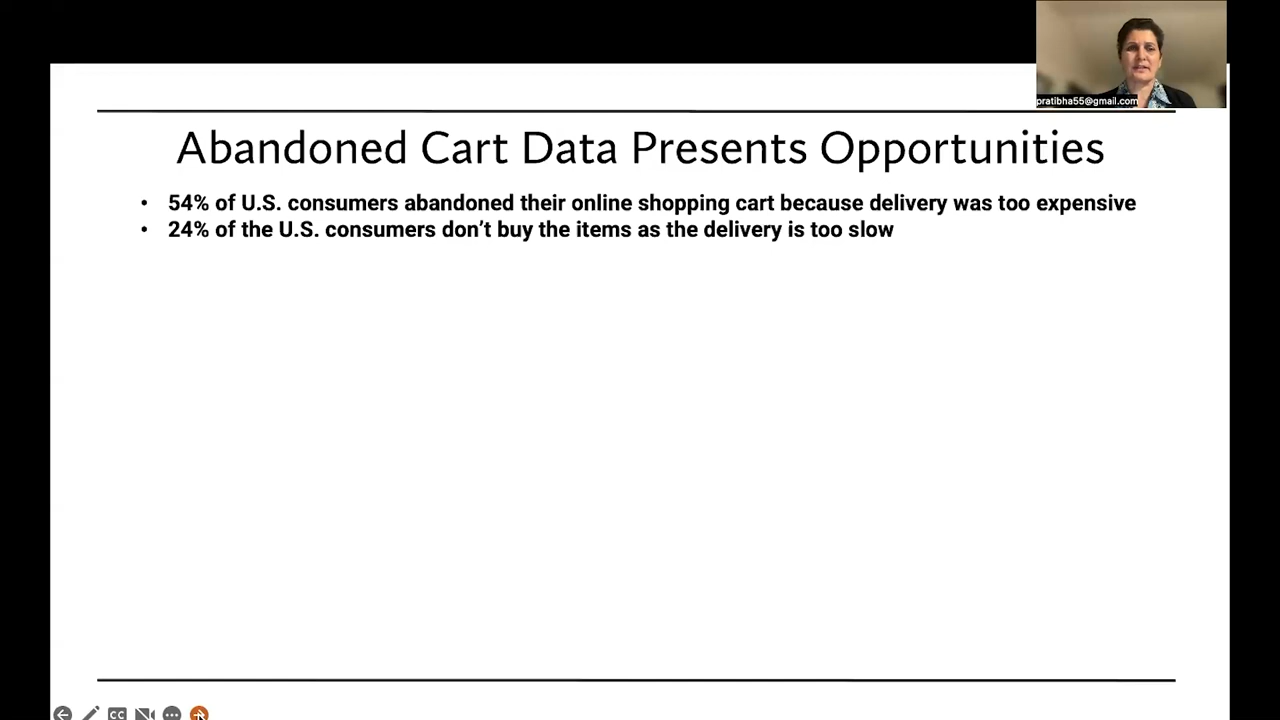 pratibha55@gmail.com
Abandoned Cart Data Presents Opportunities
• 54% of U.S. consumers abandoned their online shopping cart because delivery was too expensive
• 24% of the U.S. consumers don’t buy the items as the delivery is too slow
CC